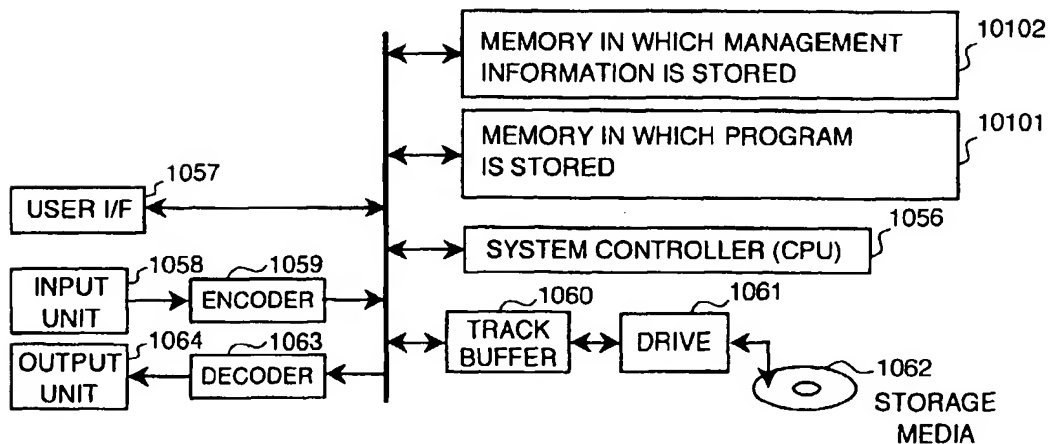 10102
MEMORY IN WHICH MANAGEMENT
INFORMATION IS STORED
10101
MEMORY IN WHICH PROGRAM
IS STORED
1057
USER I/F
1056
SYSTEM CONTROLLER (CPU)
1058
INPUT
UNIT
1059
ENCODER
1060
TRACK
BUFFER
1061
DRIVE
1064
OUTPUT
UNIT
1063
DECODER
1062
STORAGE
MEDIA